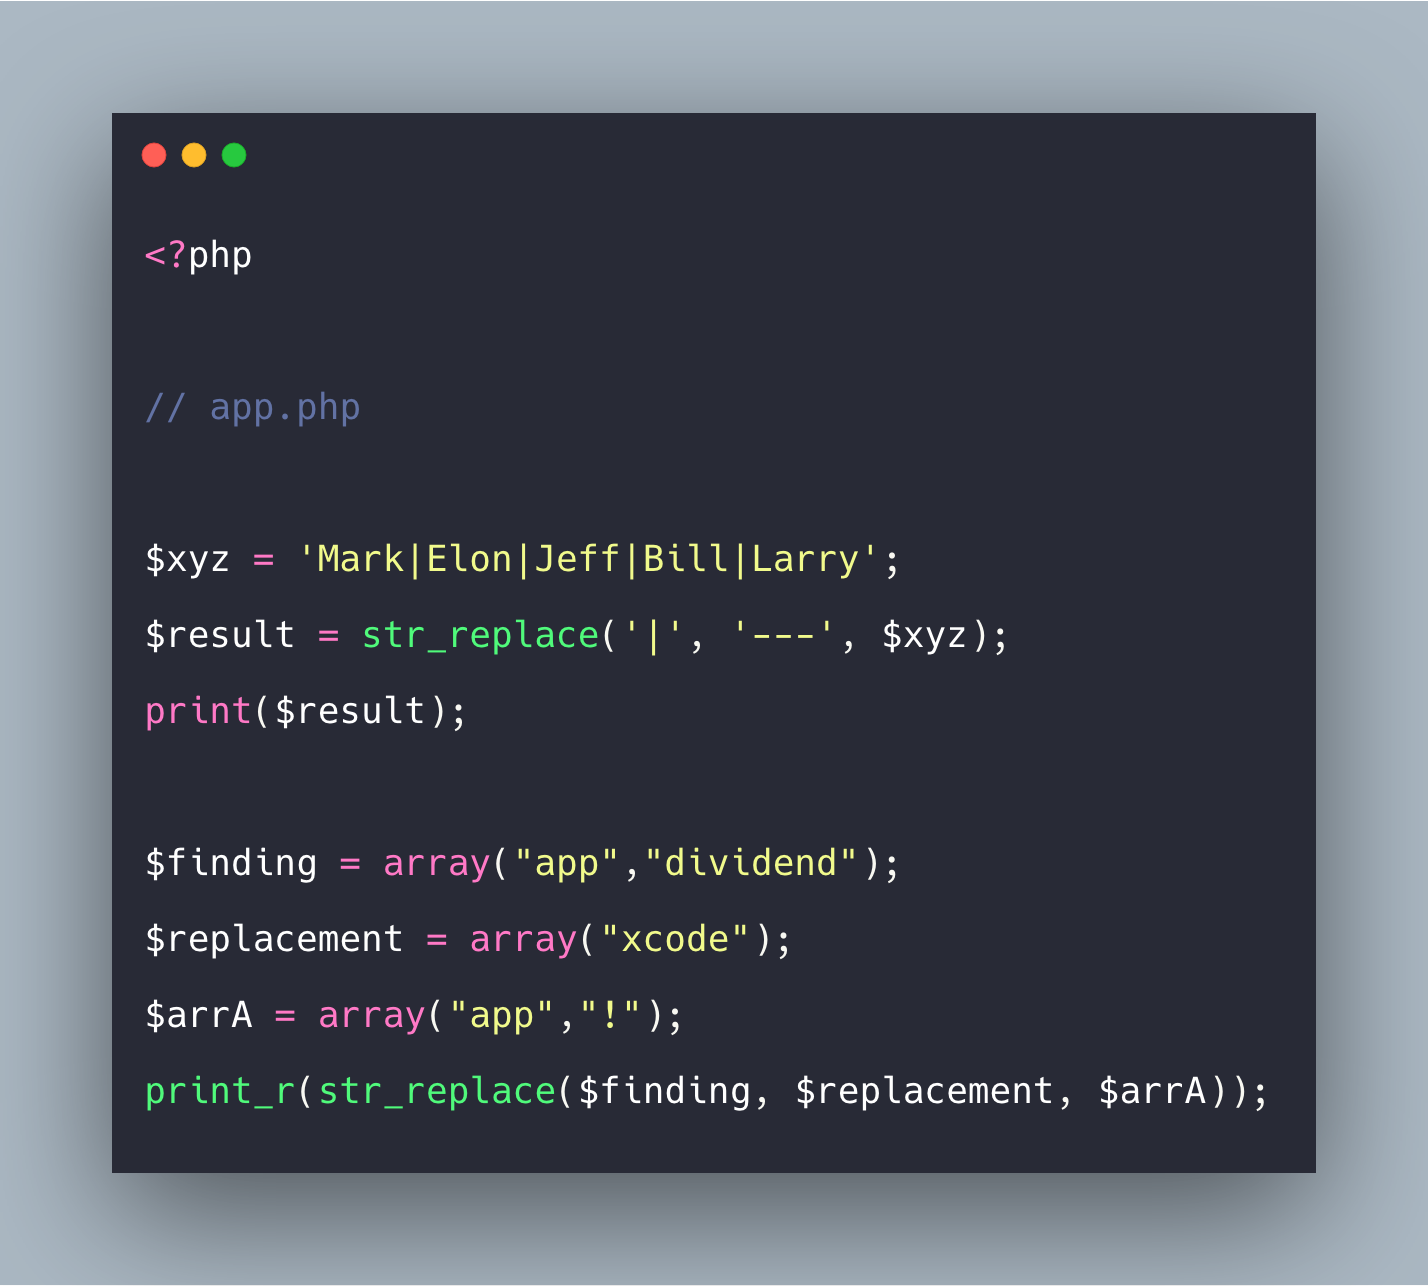 <?php
// app.php
$xyz = 'Mark|Elon|Jeff|Bill|Larry';
$result = str_replace('|', '---', $xyz);
print($result);
$finding = array("app","dividend");
$replacement = array("xcode");
$arrA = array("app","!");
print_r(str_replace($finding, $replacement, $arrA));